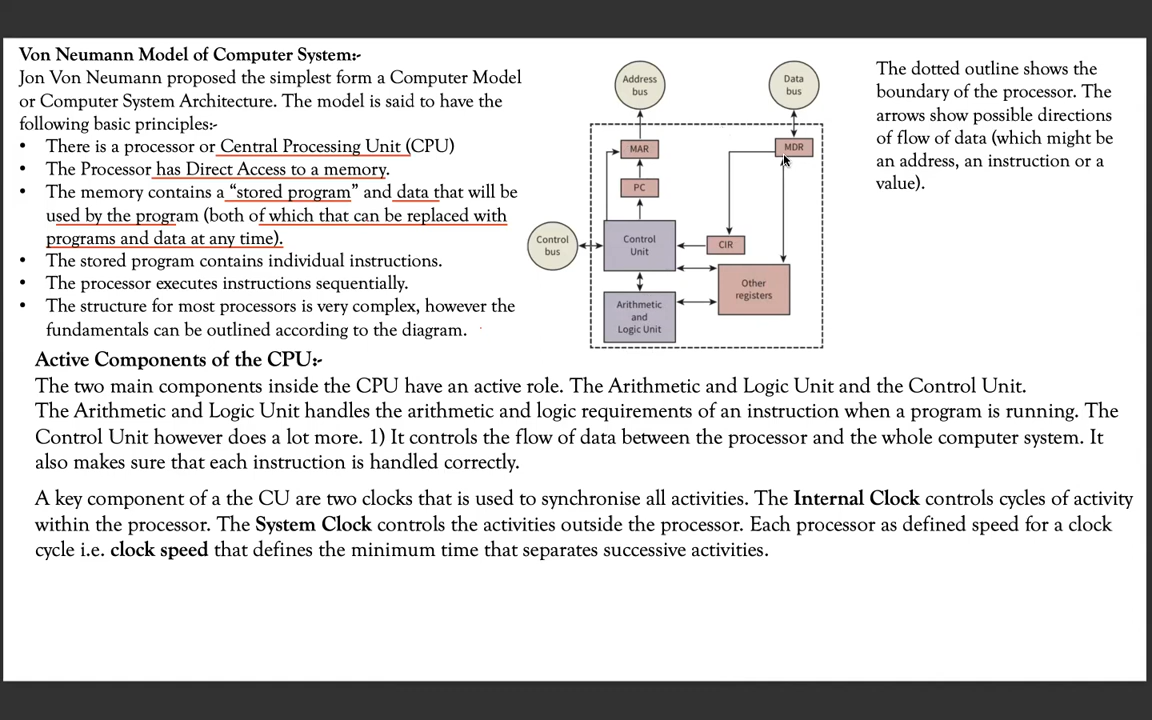 Von Neumann Model of Computer System:-
Jon Von Neumann proposed the simplest form a Computer Model
or Computer System Architecture. The model is said to have the
following basic principles:-
• There is a processor or Central Processing Unit (CPU)
• The Processor has Direct Access to a memory.
• The memory contains a “stored program” and data that will be
used by the program (both of which that can be replaced with
programs and data at any time).
• The stored program contains individual instructions.
• The processor executes instructions sequentially.
• The structure for most processors is very complex, however the
fundamentals can be outlined according to the diagram.
Address
bus
Data
bus
MAR
MDR
PC
Control
bus
Control
Unit
CIR
Other
registers
Arithmetic
and
Logic Unit
The dotted outline shows the
boundary of the processor. The
arrows show possible directions
of flow of data (which might be
an address, an instruction or a
value).
Active Components of the CPU:-
The two main components inside the CPU have an active role. The Arithmetic and Logic Unit and the Control Unit.
The Arithmetic and Logic Unit handles the arithmetic and logic requirements of an instruction when a program is running. The
Control Unit however does a lot more. 1) It controls the flow of data between the processor and the whole computer system. It
also makes sure that each instruction is handled correctly.
A key component of a the CU are two clocks that is used to synchronise all activities. The Internal Clock controls cycles of activity
within the processor. The System Clock controls the activities outside the processor. Each processor as defined speed for a clock
cycle i.e. clock speed that defines the minimum time that separates successive activities.